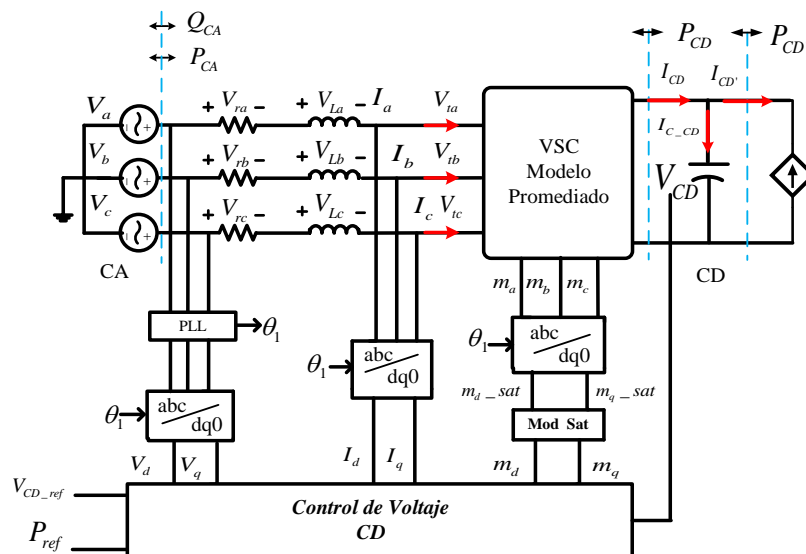 Q_CA
P_CA
P_CD
P_CD
V_a
+ V_ra −
+ V_La −
I_a
V_ta
I_CD
I_CD'
I_C_CD
V_b
I_b
V_tb
VSC
Modelo
Promediado
V_CD
V_c
+ V_rb −
+ V_Lb −
I_c
V_tc
+ V_rc −
+ V_Lc −
CA
CD
m_a
m_b
m_c
PLL
θ_1
θ_1
abc
dq0
θ_1
abc
dq0
m_d_sat
m_q_sat
θ_1
abc
dq0
Mod Sat
V_d
V_q
I_d
I_q
m_d
m_q
V_CD_ref
Control de Voltaje
CD
P_ref